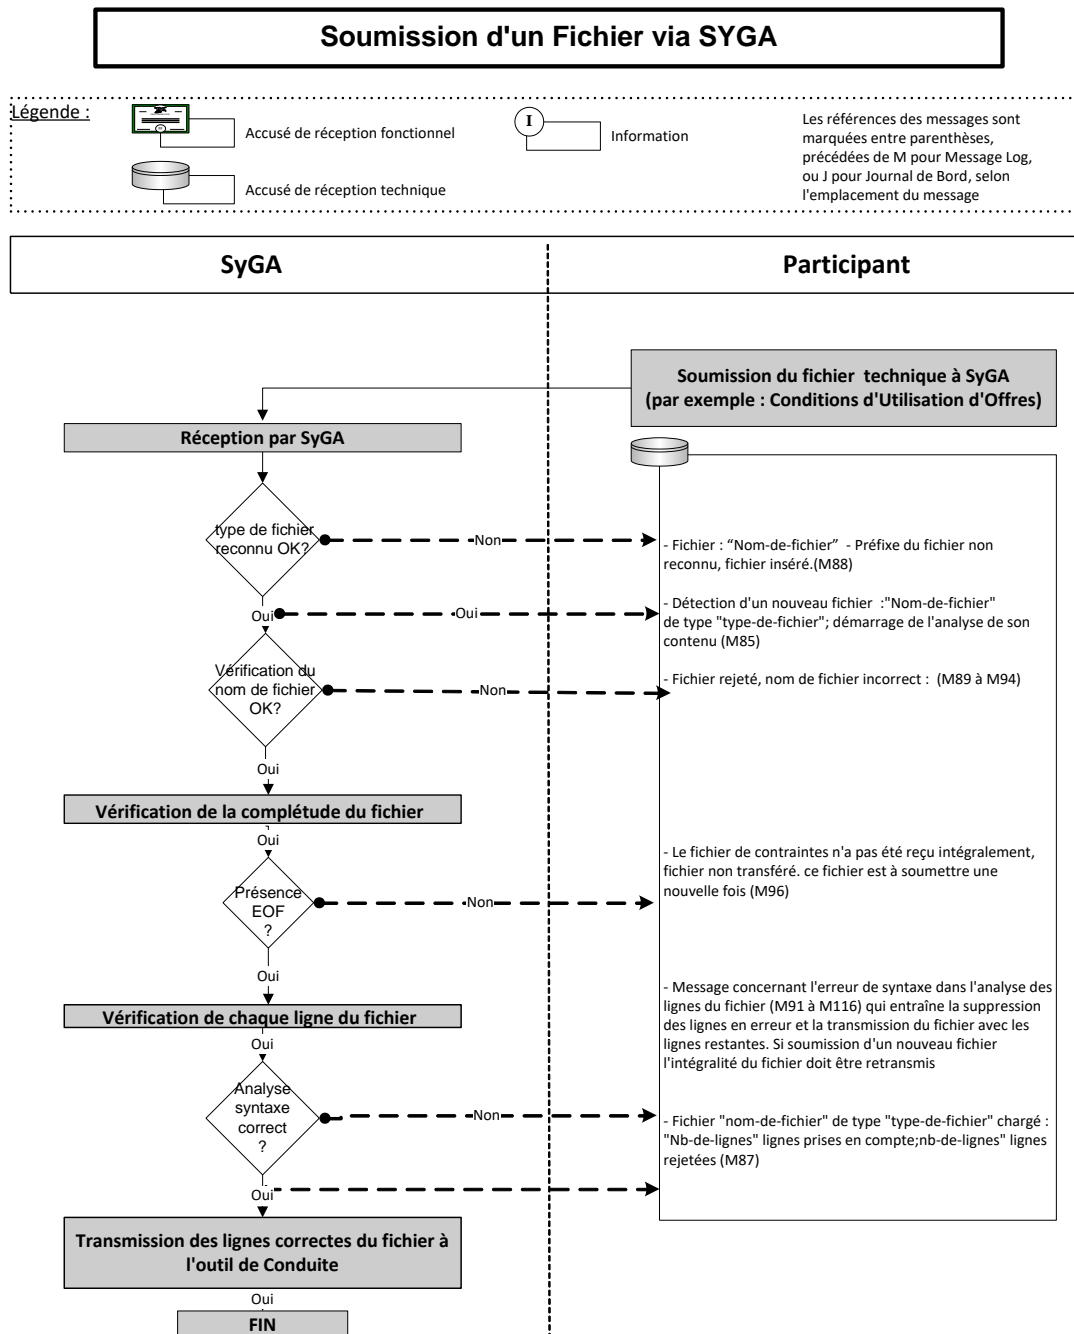 Soumission d'un Fichier via SYGA
Légende :
Accusé de réception fonctionnel
Accusé de réception technique
I
Information
Les références des messages sont
marquées entre parenthèses,
précédées de M pour Message Log,
ou J pour Journal de Bord, selon
l'emplacement du message
SyGA
Participant
Soumission du fichier technique à SyGA
(par exemple : Conditions d'Utilisation d'Offres)
Réception par SyGA
type de fichier
reconnu OK?
Non
- Fichier : “Nom-de-fichier” - Préfixe du fichier non
reconnu, fichier inséré.(M88)
Oui
Oui
- Détection d'un nouveau fichier :"Nom-de-fichier"
de type "type-de-fichier"; démarrage de l'analyse de son
contenu (M85)
Vérification du
nom de fichier
OK?
Non
- Fichier rejeté, nom de fichier incorrect : (M89 à M94)
Oui
Vérification de la complétude du fichier
Oui
Présence
EOF
?
Non
- Le fichier de contraintes n'a pas été reçu intégralement,
fichier non transféré. ce fichier est à soumettre une
nouvelle fois (M96)
Oui
Vérification de chaque ligne du fichier
- Message concernant l'erreur de syntaxe dans l'analyse des
lignes du fichier (M91 à M116) qui entraîne la suppression
des lignes en erreur et la transmission du fichier avec les
lignes restantes. Si soumission d'un nouveau fichier
l'intégralité du fichier doit être retransmis
Oui
Analyse
syntaxe
correct
?
Non
- Fichier "nom-de-fichier" de type "type-de-fichier" chargé :
"Nb-de-lignes" lignes prises en compte;nb-de-lignes" lignes
rejetées (M87)
Oui
Transmission des lignes correctes du fichier à
l'outil de Conduite
Oui
FIN